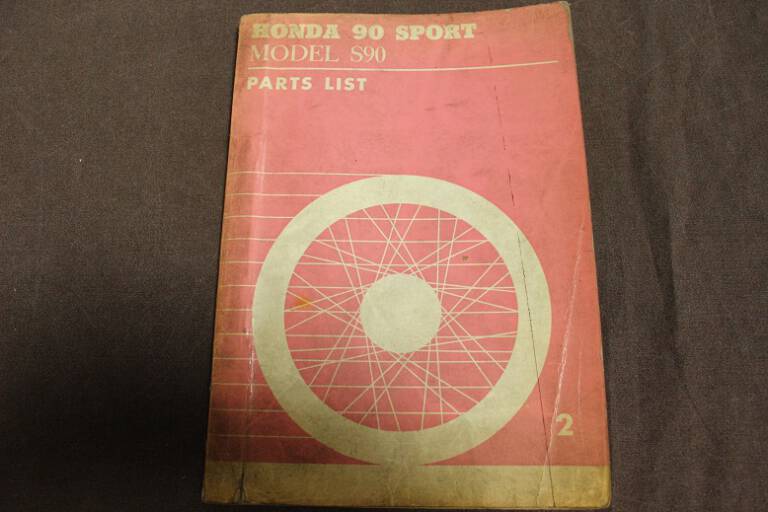 HONDA 90 SPORT
MODEL S90
PARTS LIST
2